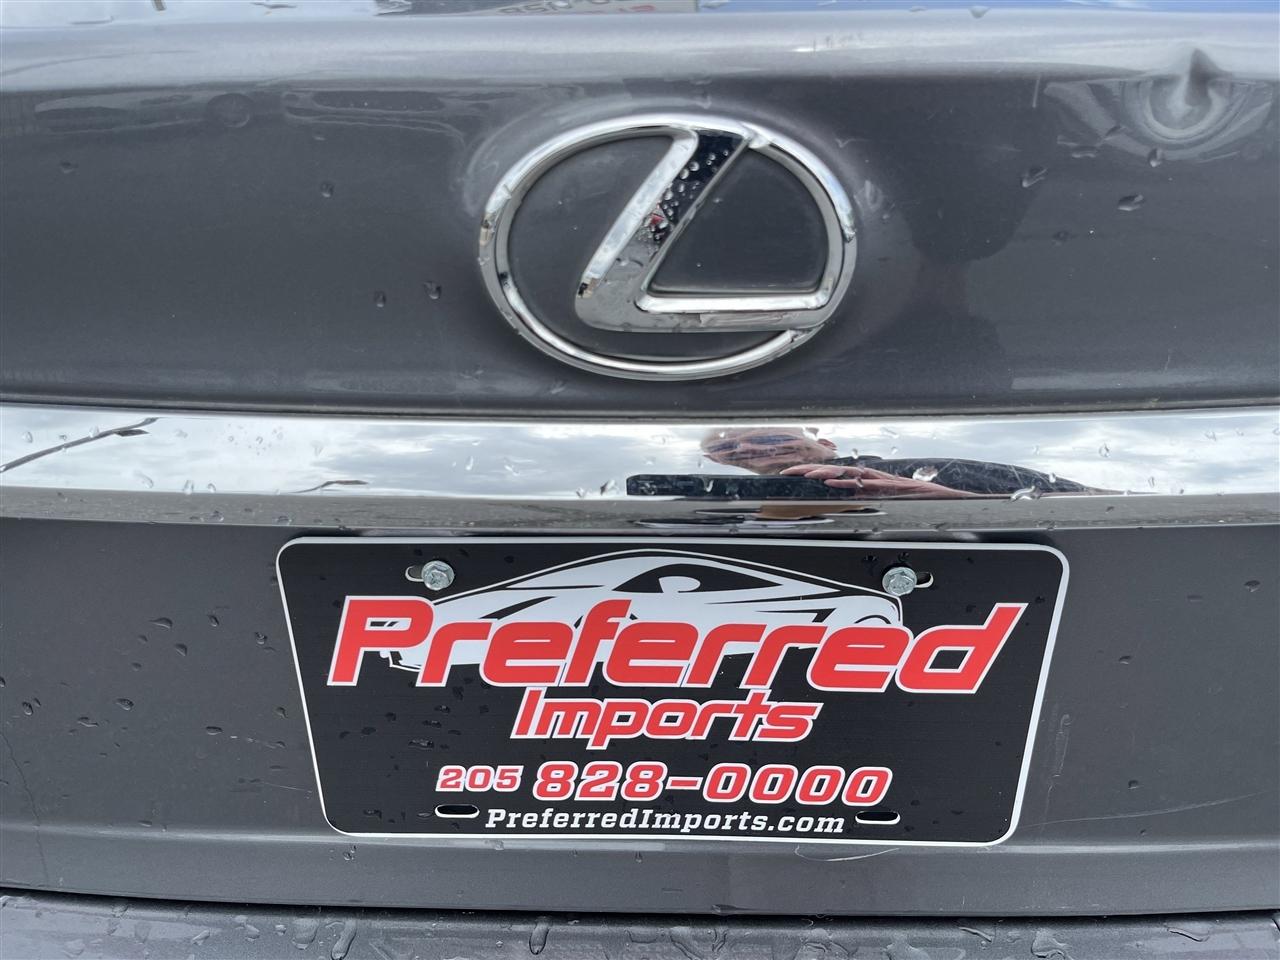 Preferred
Imports
205 828-0000
PreferredImports.com